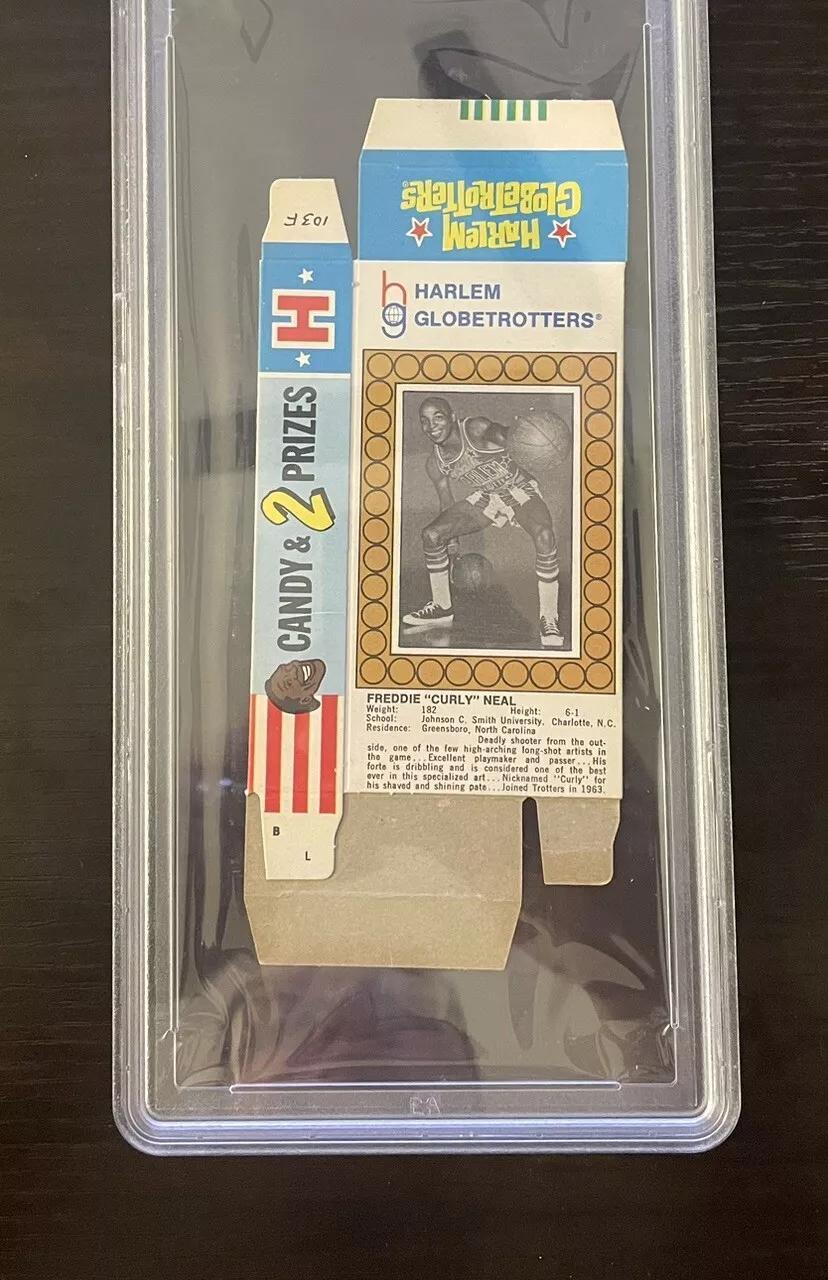 HARLEM
GLOBETROTTERS®
103F
HARLEM
GLOBETROTTERS®
H
CANDY & 2 PRIZES
HARLEM
FREDDIE "CURLY" NEAL
Weight: 182 Height: 6-1
School: Johnson C. Smith University, Charlotte, N.C.
Residence: Greensboro, North Carolina
Deadly shooter from the out-
side, one of the few high-arching long-shot artists in
the game...Excellent playmaker and passer...His
forte is dribbling and is considered one of the best
ever in this specialized art...Nicknamed "Curly" for
his shaved and shining pate...Joined Trotters in 1963.
B
L